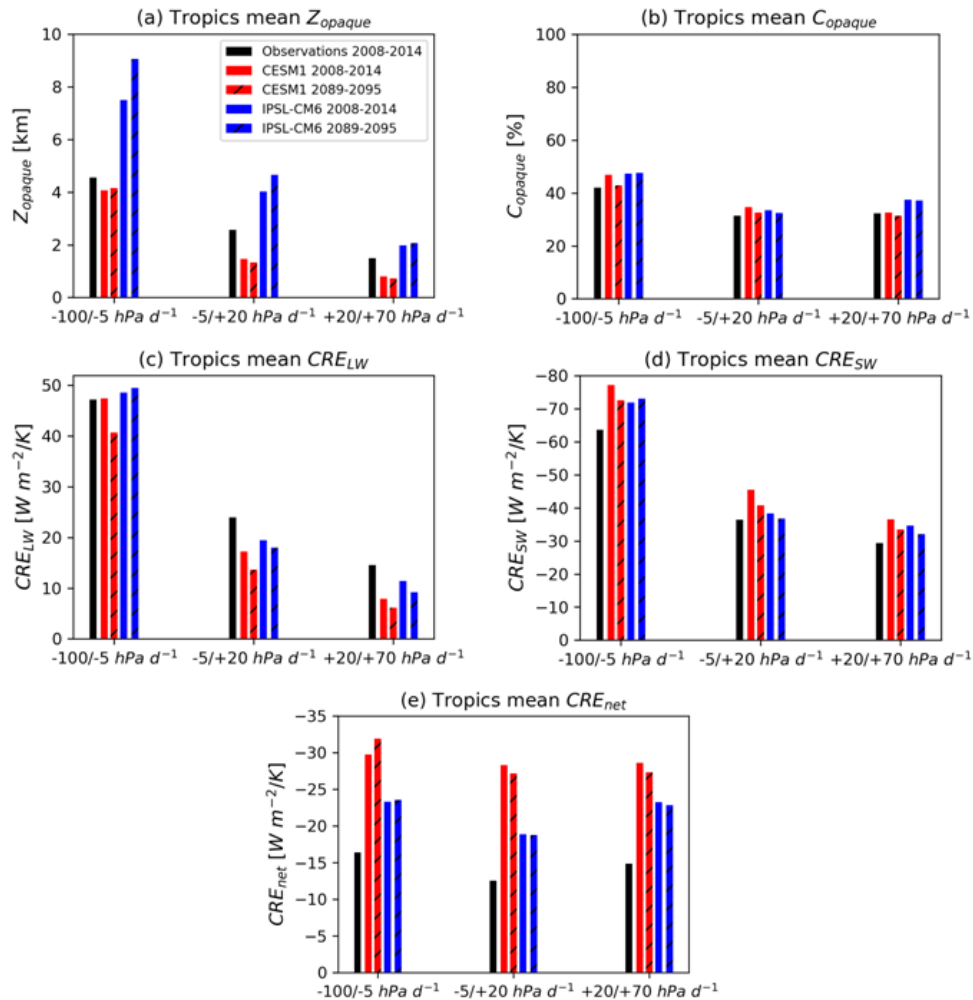 (a) Tropics mean Z_opaque
Z_opaque [km]
10
8
6
4
2
0
Observations 2008-2014
CESM1 2008-2014
CESM1 2089-2095
IPSL-CM6 2008-2014
IPSL-CM6 2089-2095
-100/-5 hPa d⁻¹ -5/+20 hPa d⁻¹ +20/+70 hPa d⁻¹
(b) Tropics mean C_opaque
C_opaque [%]
100
80
60
40
20
0
-100/-5 hPa d⁻¹ -5/+20 hPa d⁻¹ +20/+70 hPa d⁻¹
(c) Tropics mean CRE_LW
CRE_LW [W m⁻²/K]
50
40
30
20
10
0
-100/-5 hPa d⁻¹ -5/+20 hPa d⁻¹ +20/+70 hPa d⁻¹
(d) Tropics mean CRE_SW
CRE_SW [W m⁻²/K]
−80
−70
−60
−50
−40
−30
−20
−10
0
-100/-5 hPa d⁻¹ -5/+20 hPa d⁻¹ +20/+70 hPa d⁻¹
(e) Tropics mean CRE_net
CRE_net [W m⁻²/K]
−35
−30
−25
−20
−15
−10
−5
0
-100/-5 hPa d⁻¹ -5/+20 hPa d⁻¹ +20/+70 hPa d⁻¹